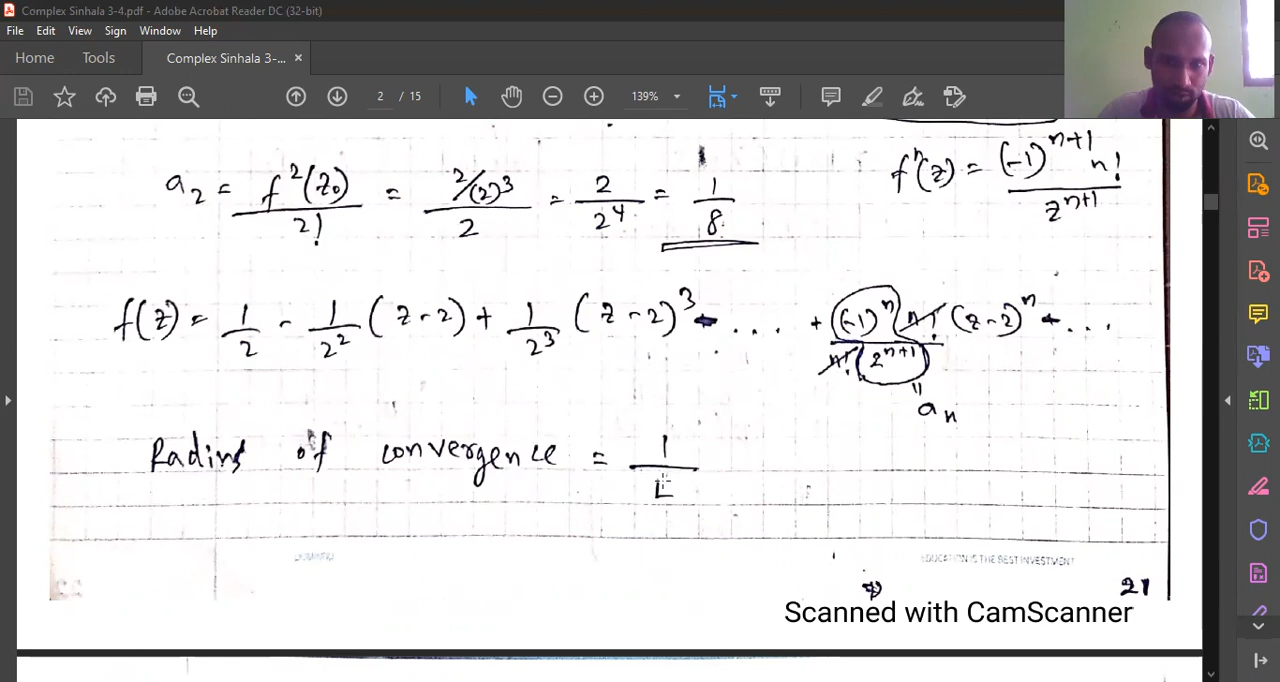 Complex Sinhala 3-4.pdf - Adobe Acrobat Reader DC (32-bit)
File Edit View Sign Window Help
Home Tools Complex Sinhala 3-... ×
2 / 15 139%
a₂ = f²(z₀)/2! = 2/(2)³/2 = 2/2⁴ = 1/8
fⁿ(z) = (-1)ⁿ⁺¹ n!/zⁿ⁺¹
f(z) = 1/2 - 1/2² (z-2) + 1/2³ (z-2)³ - ... + (-1)ⁿ n!/n! 2ⁿ⁺¹ (z-2)ⁿ + ...
" aₙ
Radius of convergence = 1/L
EDUCATION IS THE BEST INVESTMENT
21
Scanned with CamScanner